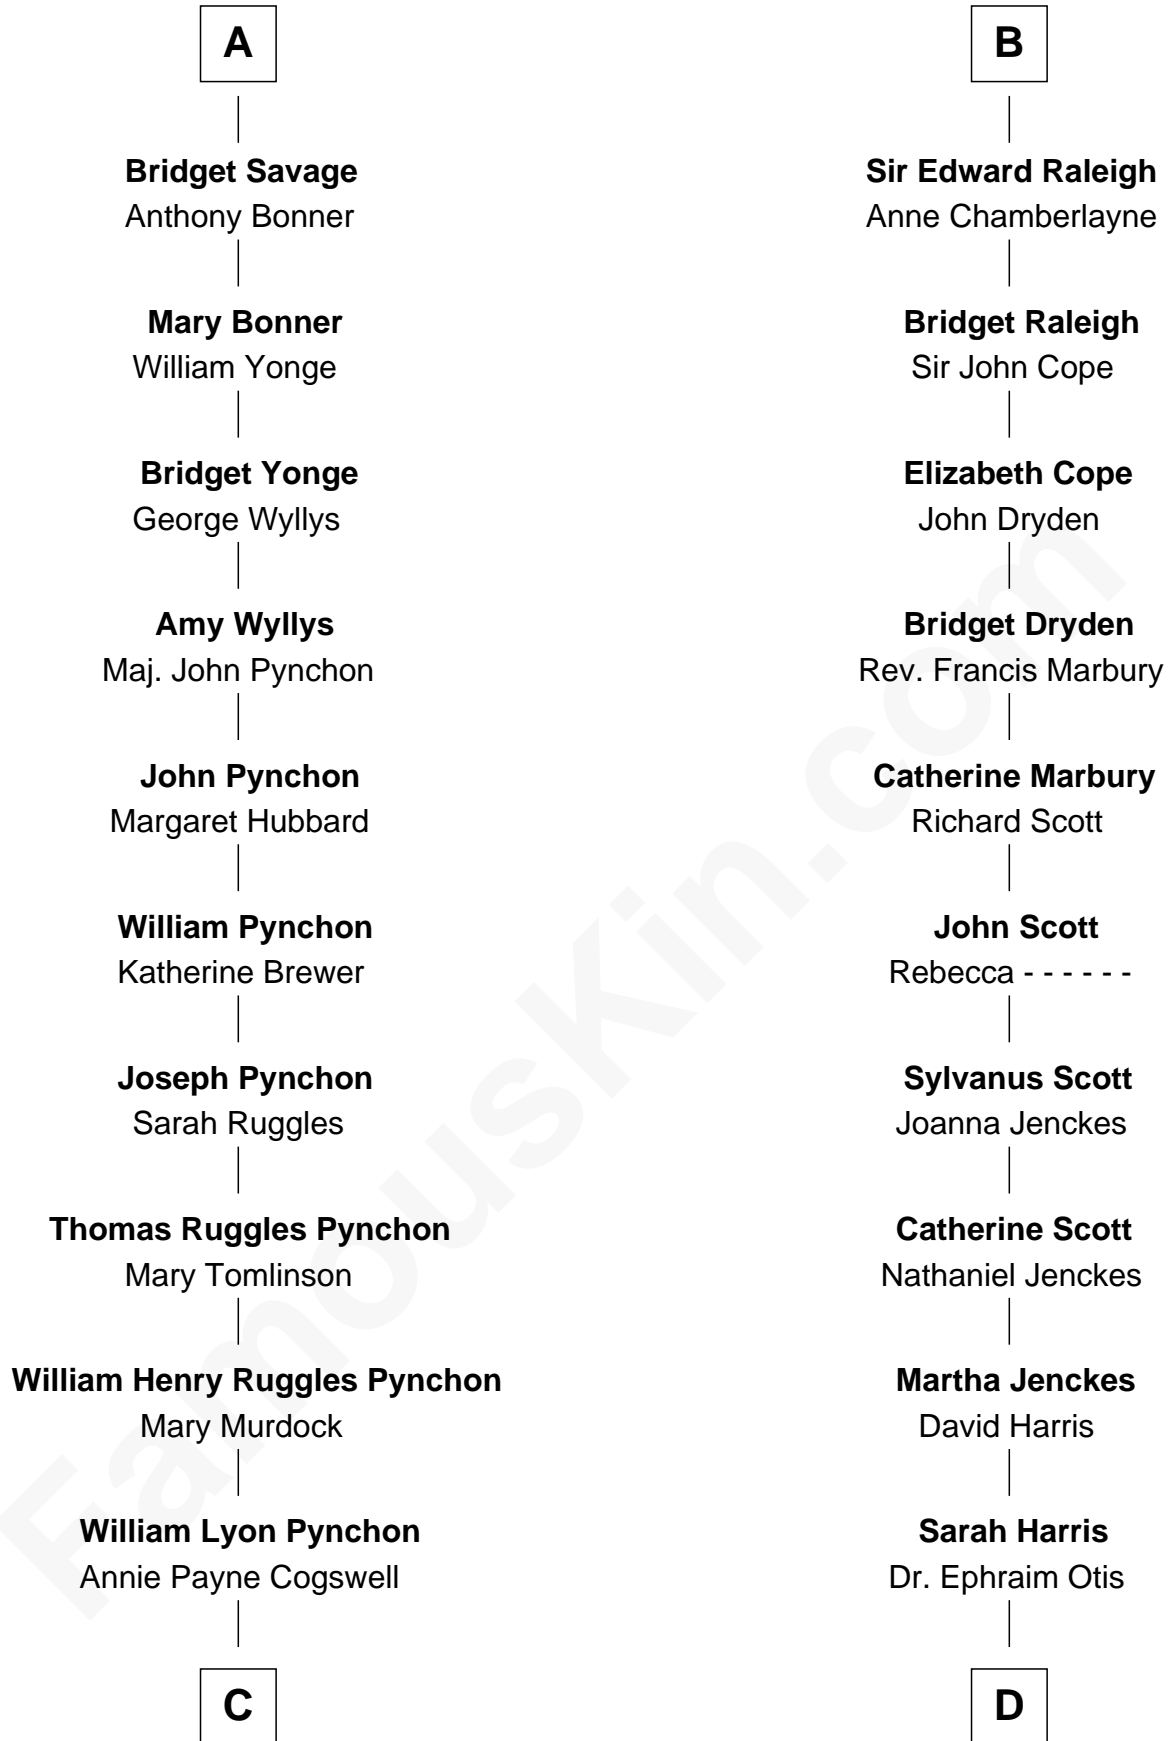 A
Bridget Savage
Anthony Bonner
Mary Bonner
William Yonge
Bridget Yonge
George Wyllys
Amy Wyllys
Maj. John Pynchon
John Pynchon
Margaret Hubbard
William Pynchon
Katherine Brewer
Joseph Pynchon
Sarah Ruggles
Thomas Ruggles Pynchon
Mary Tomlinson
William Henry Ruggles Pynchon
Mary Murdock
William Lyon Pynchon
Annie Payne Cogswell
C
B
Sir Edward Raleigh
Anne Chamberlayne
Bridget Raleigh
Sir John Cope
Elizabeth Cope
John Dryden
Bridget Dryden
Rev. Francis Marbury
Catherine Marbury
Richard Scott
John Scott
Rebecca - - - - - -
Sylvanus Scott
Joanna Jenckes
Catherine Scott
Nathaniel Jenckes
Martha Jenckes
David Harris
Sarah Harris
Dr. Ephraim Otis
D
FamousKin.com